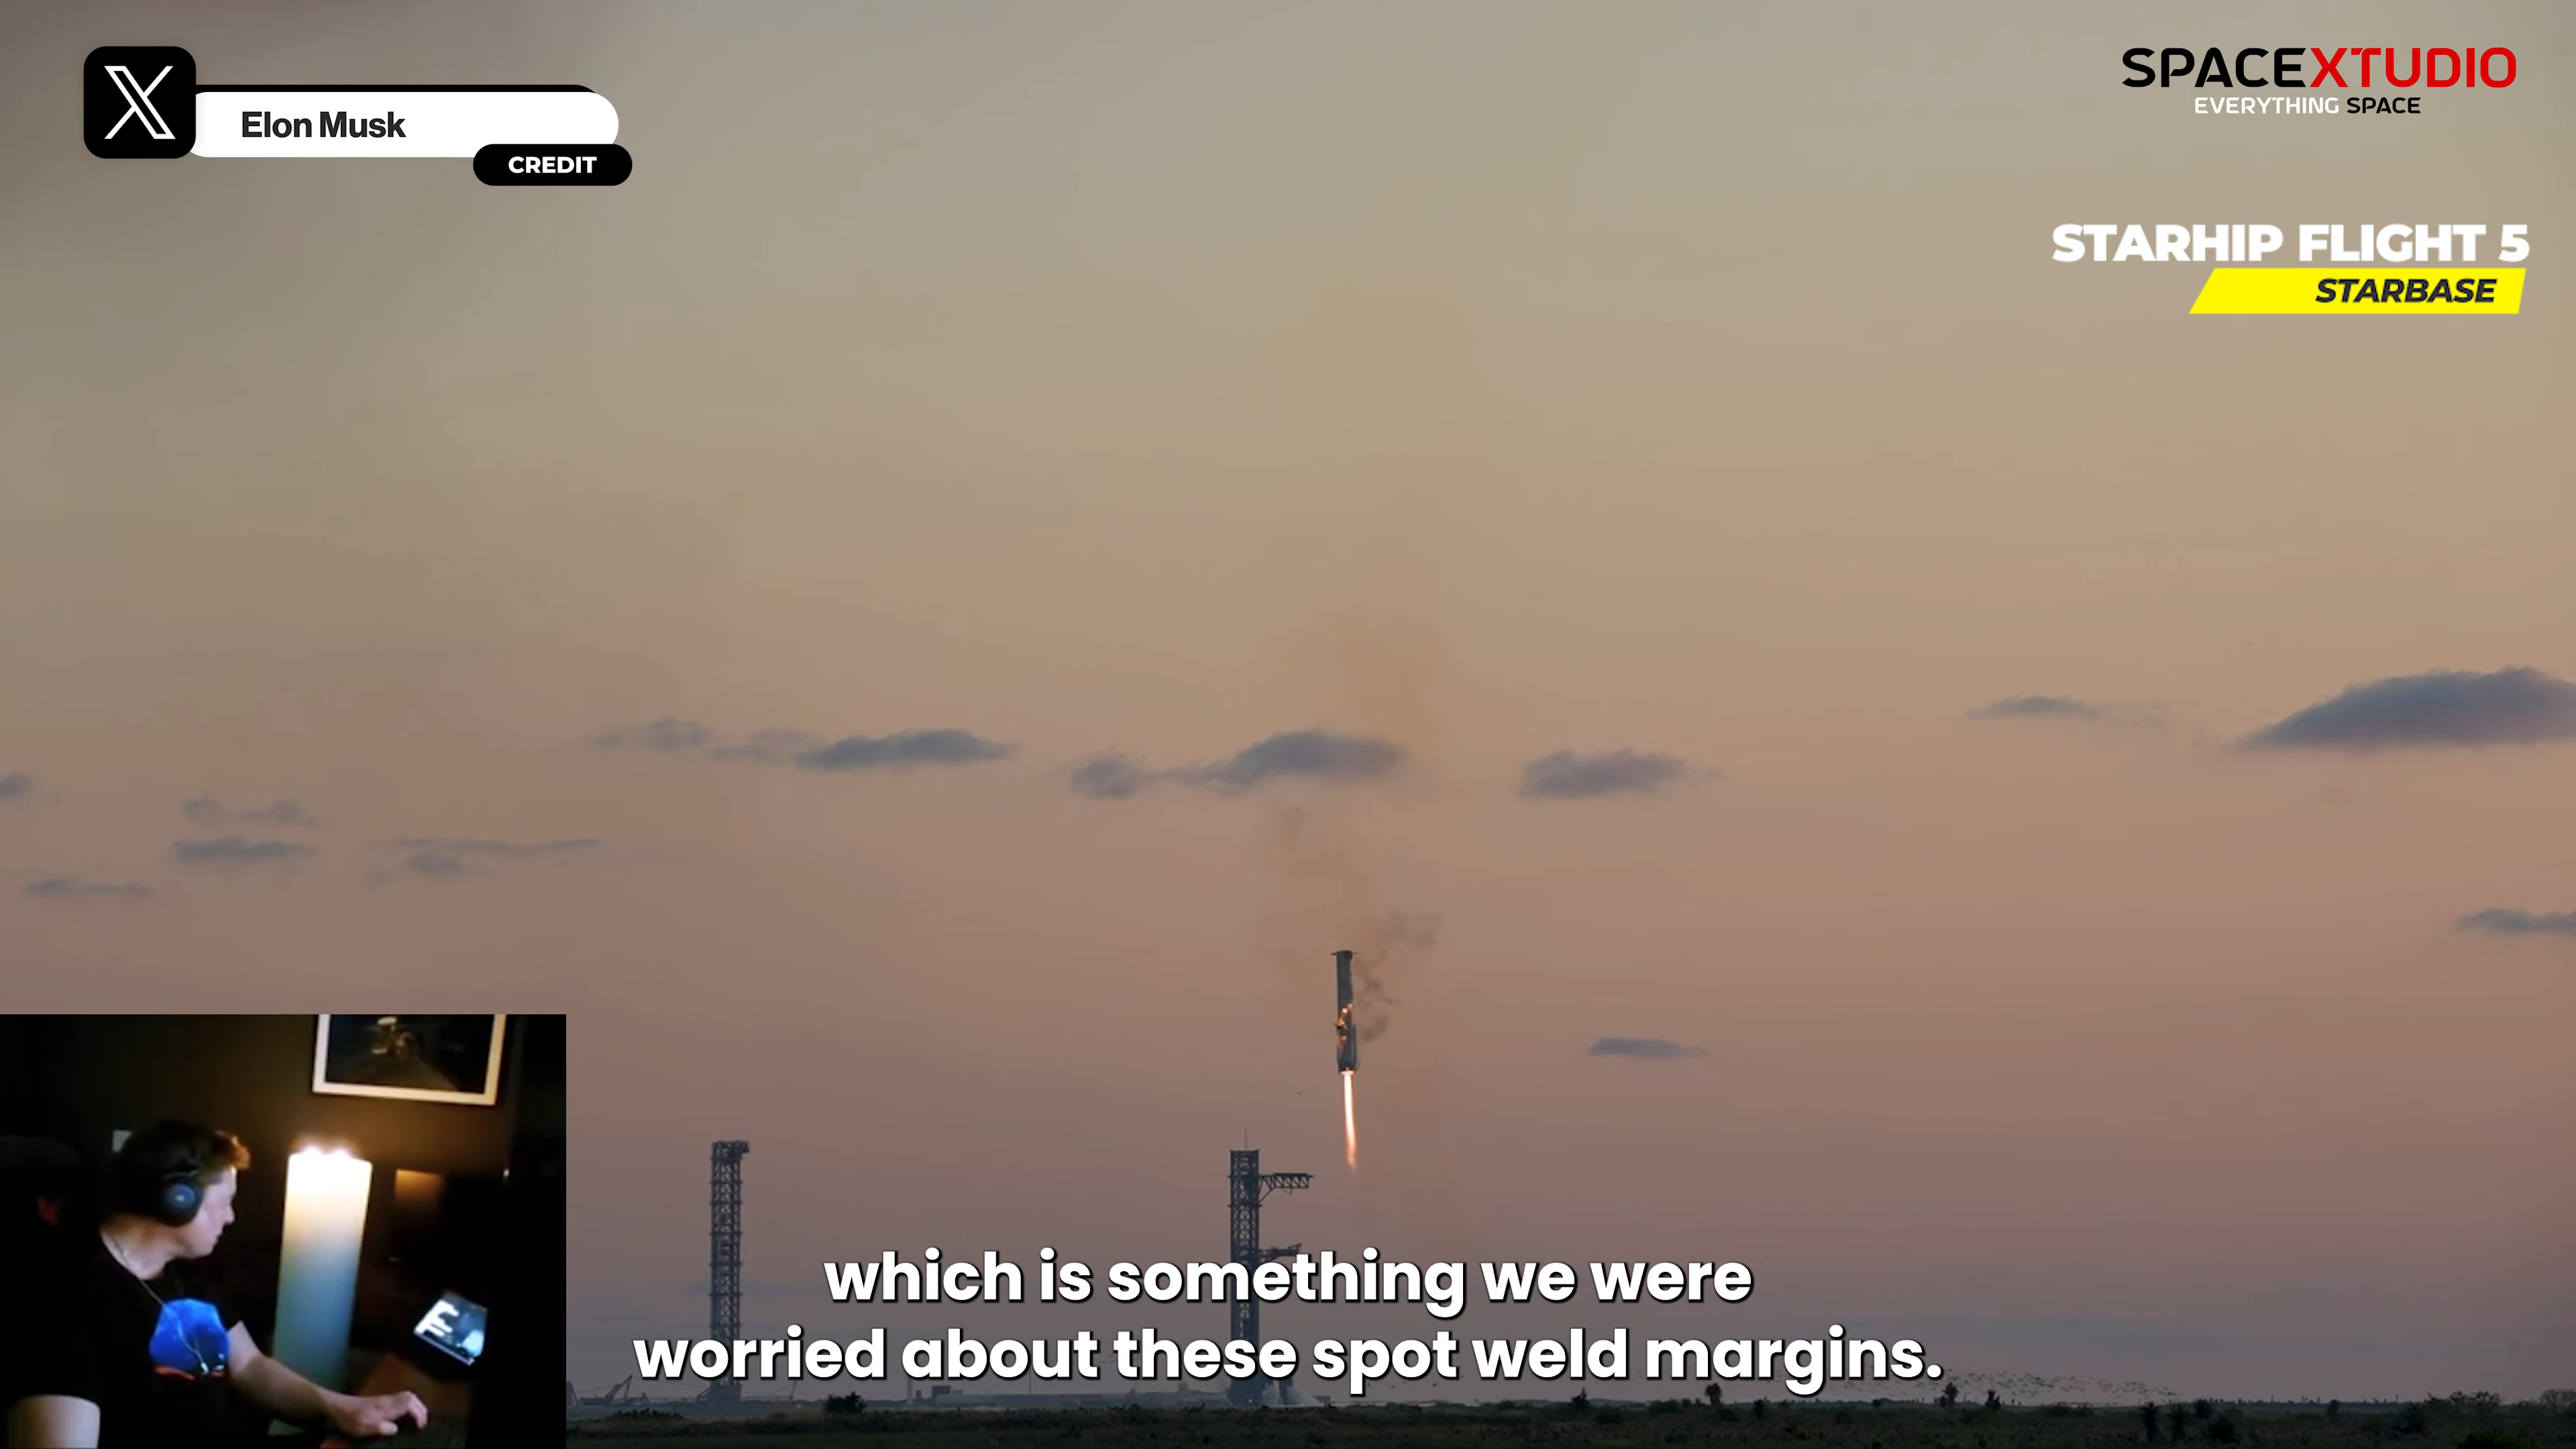 Elon Musk
CREDIT
SPACEXTUDIO
EVERYTHING SPACE
STARHIP FLIGHT 5
STARBASE
which is something we were
worried about these spot weld margins.